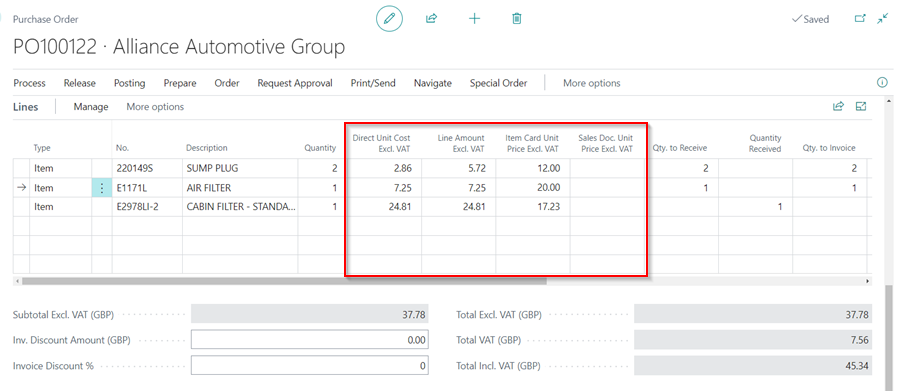 Purchase Order
Saved
PO100122 · Alliance Automotive Group
Process Release Posting Prepare Order Request Approval Print/Send Navigate Special Order More options
Lines Manage More options
Type No. Description Quantity Direct Unit Cost Excl. VAT Line Amount Excl. VAT Item Card Unit Price Excl. VAT Sales Doc. Unit Price Excl. VAT Qty. to Receive Quantity Received Qty. to Invoice
Item 220149S SUMP PLUG 2 2.86 5.72 12.00 2 2
Item E1171L AIR FILTER 1 7.25 7.25 20.00 1 1
Item E2978LI-2 CABIN FILTER - STANDA... 1 24.81 24.81 17.23 1
Subtotal Excl. VAT (GBP) 37.78 Total Excl. VAT (GBP) 37.78
Inv. Discount Amount (GBP) 0.00 Total VAT (GBP) 7.56
Invoice Discount % 0 Total Incl. VAT (GBP) 45.34